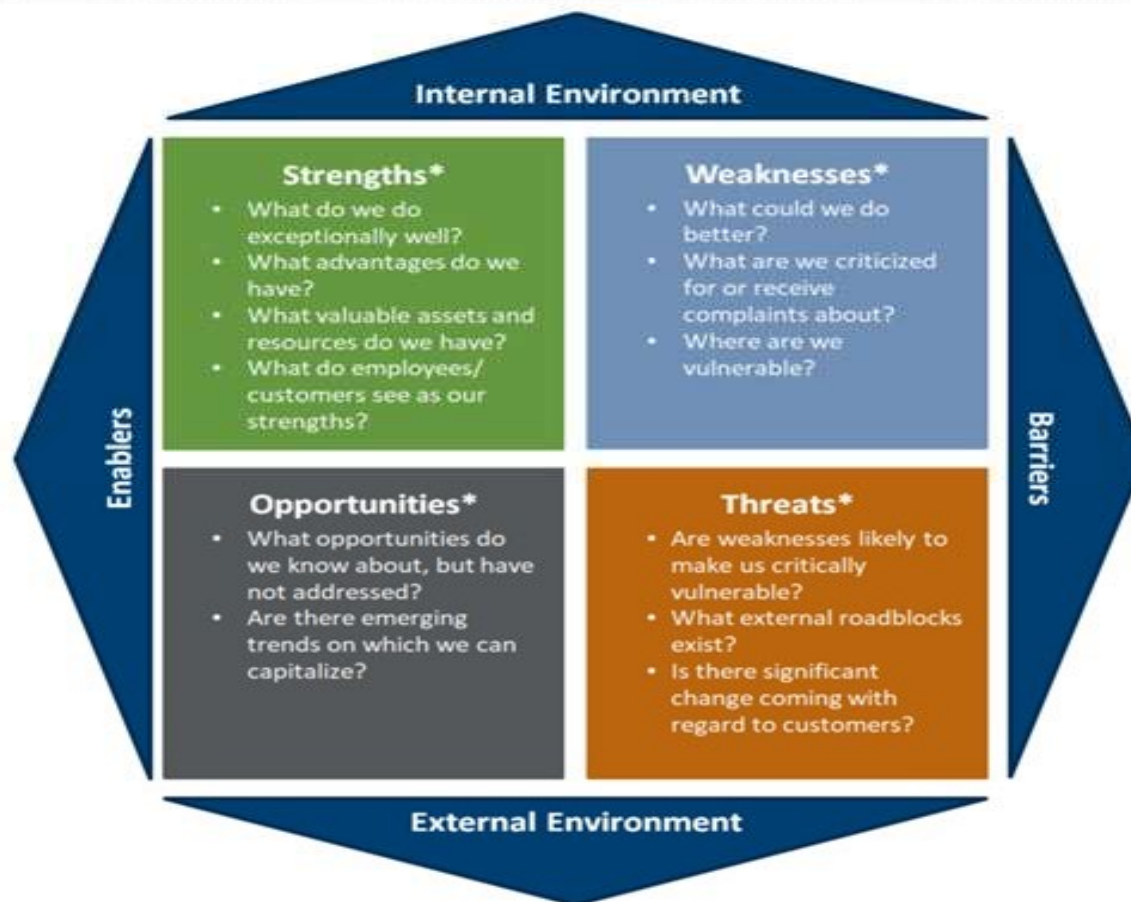 Internal Environment
Enablers
Strengths*
• What do we do
exceptionally well?
• What advantages do we
have?
• What valuable assets and
resources do we have?
• What do employees/
customers see as our
strengths?
Weaknesses*
• What could we do
better?
• What are we criticized
for or receive
complaints about?
• Where are we
vulnerable?
Barriers
Opportunities*
• What opportunities do
we know about, but have
not addressed?
• Are there emerging
trends on which we can
capitalize?
Threats*
• Are weaknesses likely to
make us critically
vulnerable?
• What external roadblocks
exist?
• Is there significant
change coming with
regard to customers?
External Environment